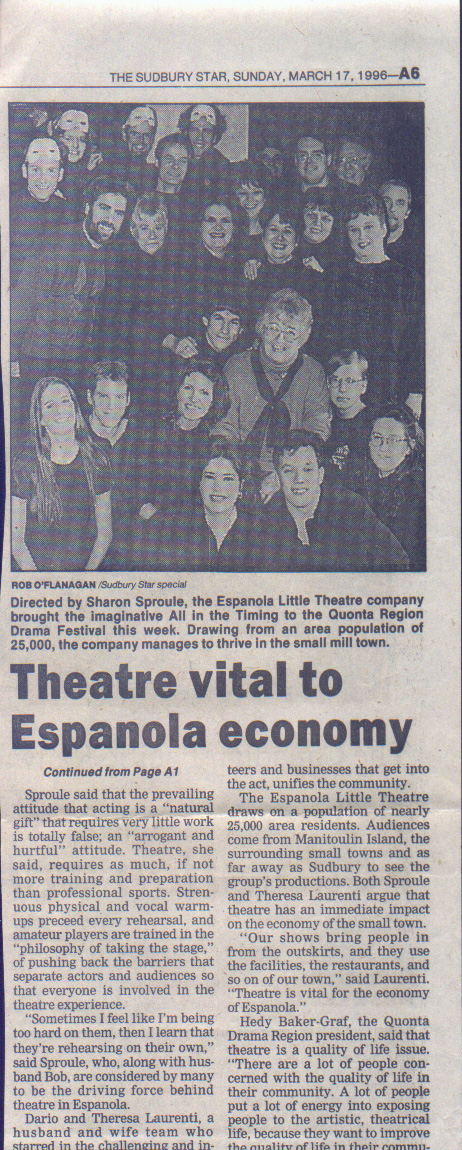 THE SUDBURY STAR, SUNDAY, MARCH 17, 1996—A6
ROB O'FLANAGAN /Sudbury Star special
Directed by Sharon Sproule, the Espanola Little Theatre company
brought the imaginative All in the Timing to the Quonta Region
Drama Festival this week. Drawing from an area population of
25,000, the company manages to thrive in the small mill town.
Theatre vital to
Espanola economy
Continued from Page A1
Sproule said that the prevailing
attitude that acting is a "natural
gift" that requires very little work
is totally false; an "arrogant and
hurtful" attitude. Theatre, she
said, requires as much, if not
more training and preparation
than professional sports. Stren-
uous physical and vocal warm-
ups preceed every rehearsal, and
amateur players are trained in the
"philosophy of taking the stage,"
of pushing back the barriers that
separate actors and audiences so
that everyone is involved in the
theatre experience.
"Sometimes I feel like I'm being
too hard on them, then I learn that
they're rehearsing on their own,"
said Sproule, who, along with hus-
band Bob, are considered by many
to be the driving force behind
theatre in Espanola.
Dario and Theresa Laurenti, a
husband and wife team who
starred in the challenging and in-
teers and businesses that get into
the act, unifies the community.
The Espanola Little Theatre
draws on a population of nearly
25,000 area residents. Audiences
come from Manitoulin Island, the
surrounding small towns and as
far away as Sudbury to see the
group's productions. Both Sproule
and Theresa Laurenti argue that
theatre has an immediate impact
on the economy of the small town.
"Our shows bring people in
from the outskirts, and they use
the facilities, the restaurants, and
so on of our town," said Laurenti.
"Theatre is vital for the economy
of Espanola."
Hedy Baker-Graf, the Quonta
Drama Region president, said that
theatre is a quality of life issue.
"There are a lot of people con-
cerned with the quality of life in
their community. A lot of people
put a lot of energy into exposing
people to the artistic, theatrical
life, because they want to improve
the quality of life in their commu-